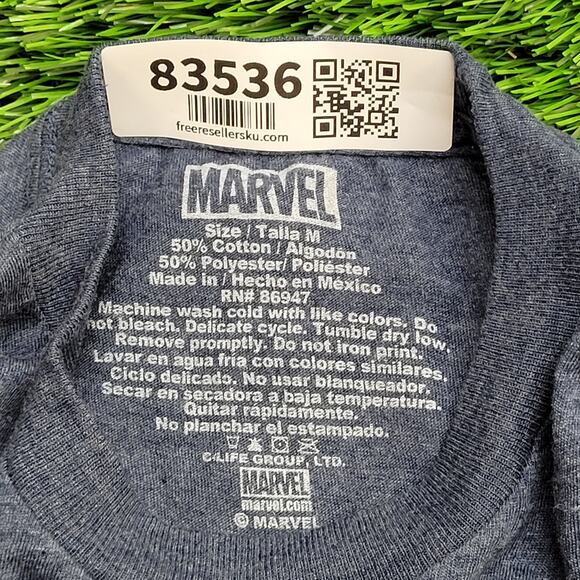 83536
freeresellersku.com
MARVEL
Size / Talla M
50% Cotton / Algodón
50% Polyester/ Poliéster
Made in / Hecho en México
RN# 86947
Machine wash cold with like colors. Do
not bleach. Delicate cycle. Tumble dry low.
Remove promptly. Do not iron print.
Lavar en agua fría con colores similares.
Ciclo delicado. No usar blanqueador.
Secar en secadora a baja temperatura.
Quitar rapidamente.
No planchar el estampado.
C-LIFE GROUP, LTD.
MARVEL
marvel.com
© MARVEL